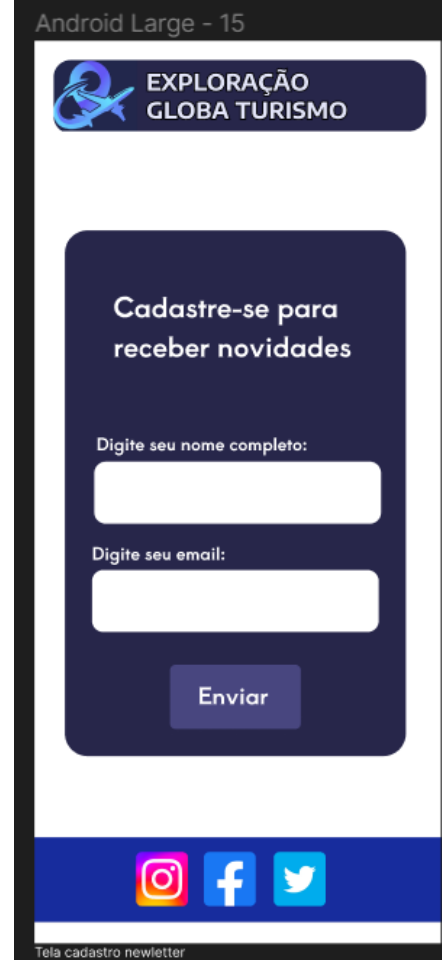 Android Large - 15
EXPLORAÇÃO
GLOBA TURISMO
Cadastre-se para
receber novidades
Digite seu nome completo:
Digite seu email:
Enviar
Tela cadastro newletter